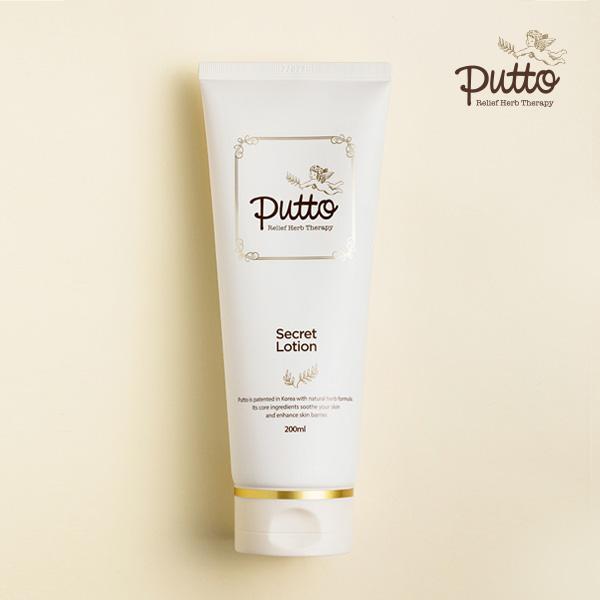 Putto
Relief Herb Therapy
Putto
Relief Herb Therapy
Secret
Lotion
Putto is patented in Korea with natural herb formula.
Its core ingredients soothe your skin
and enhance skin barrier.
200ml